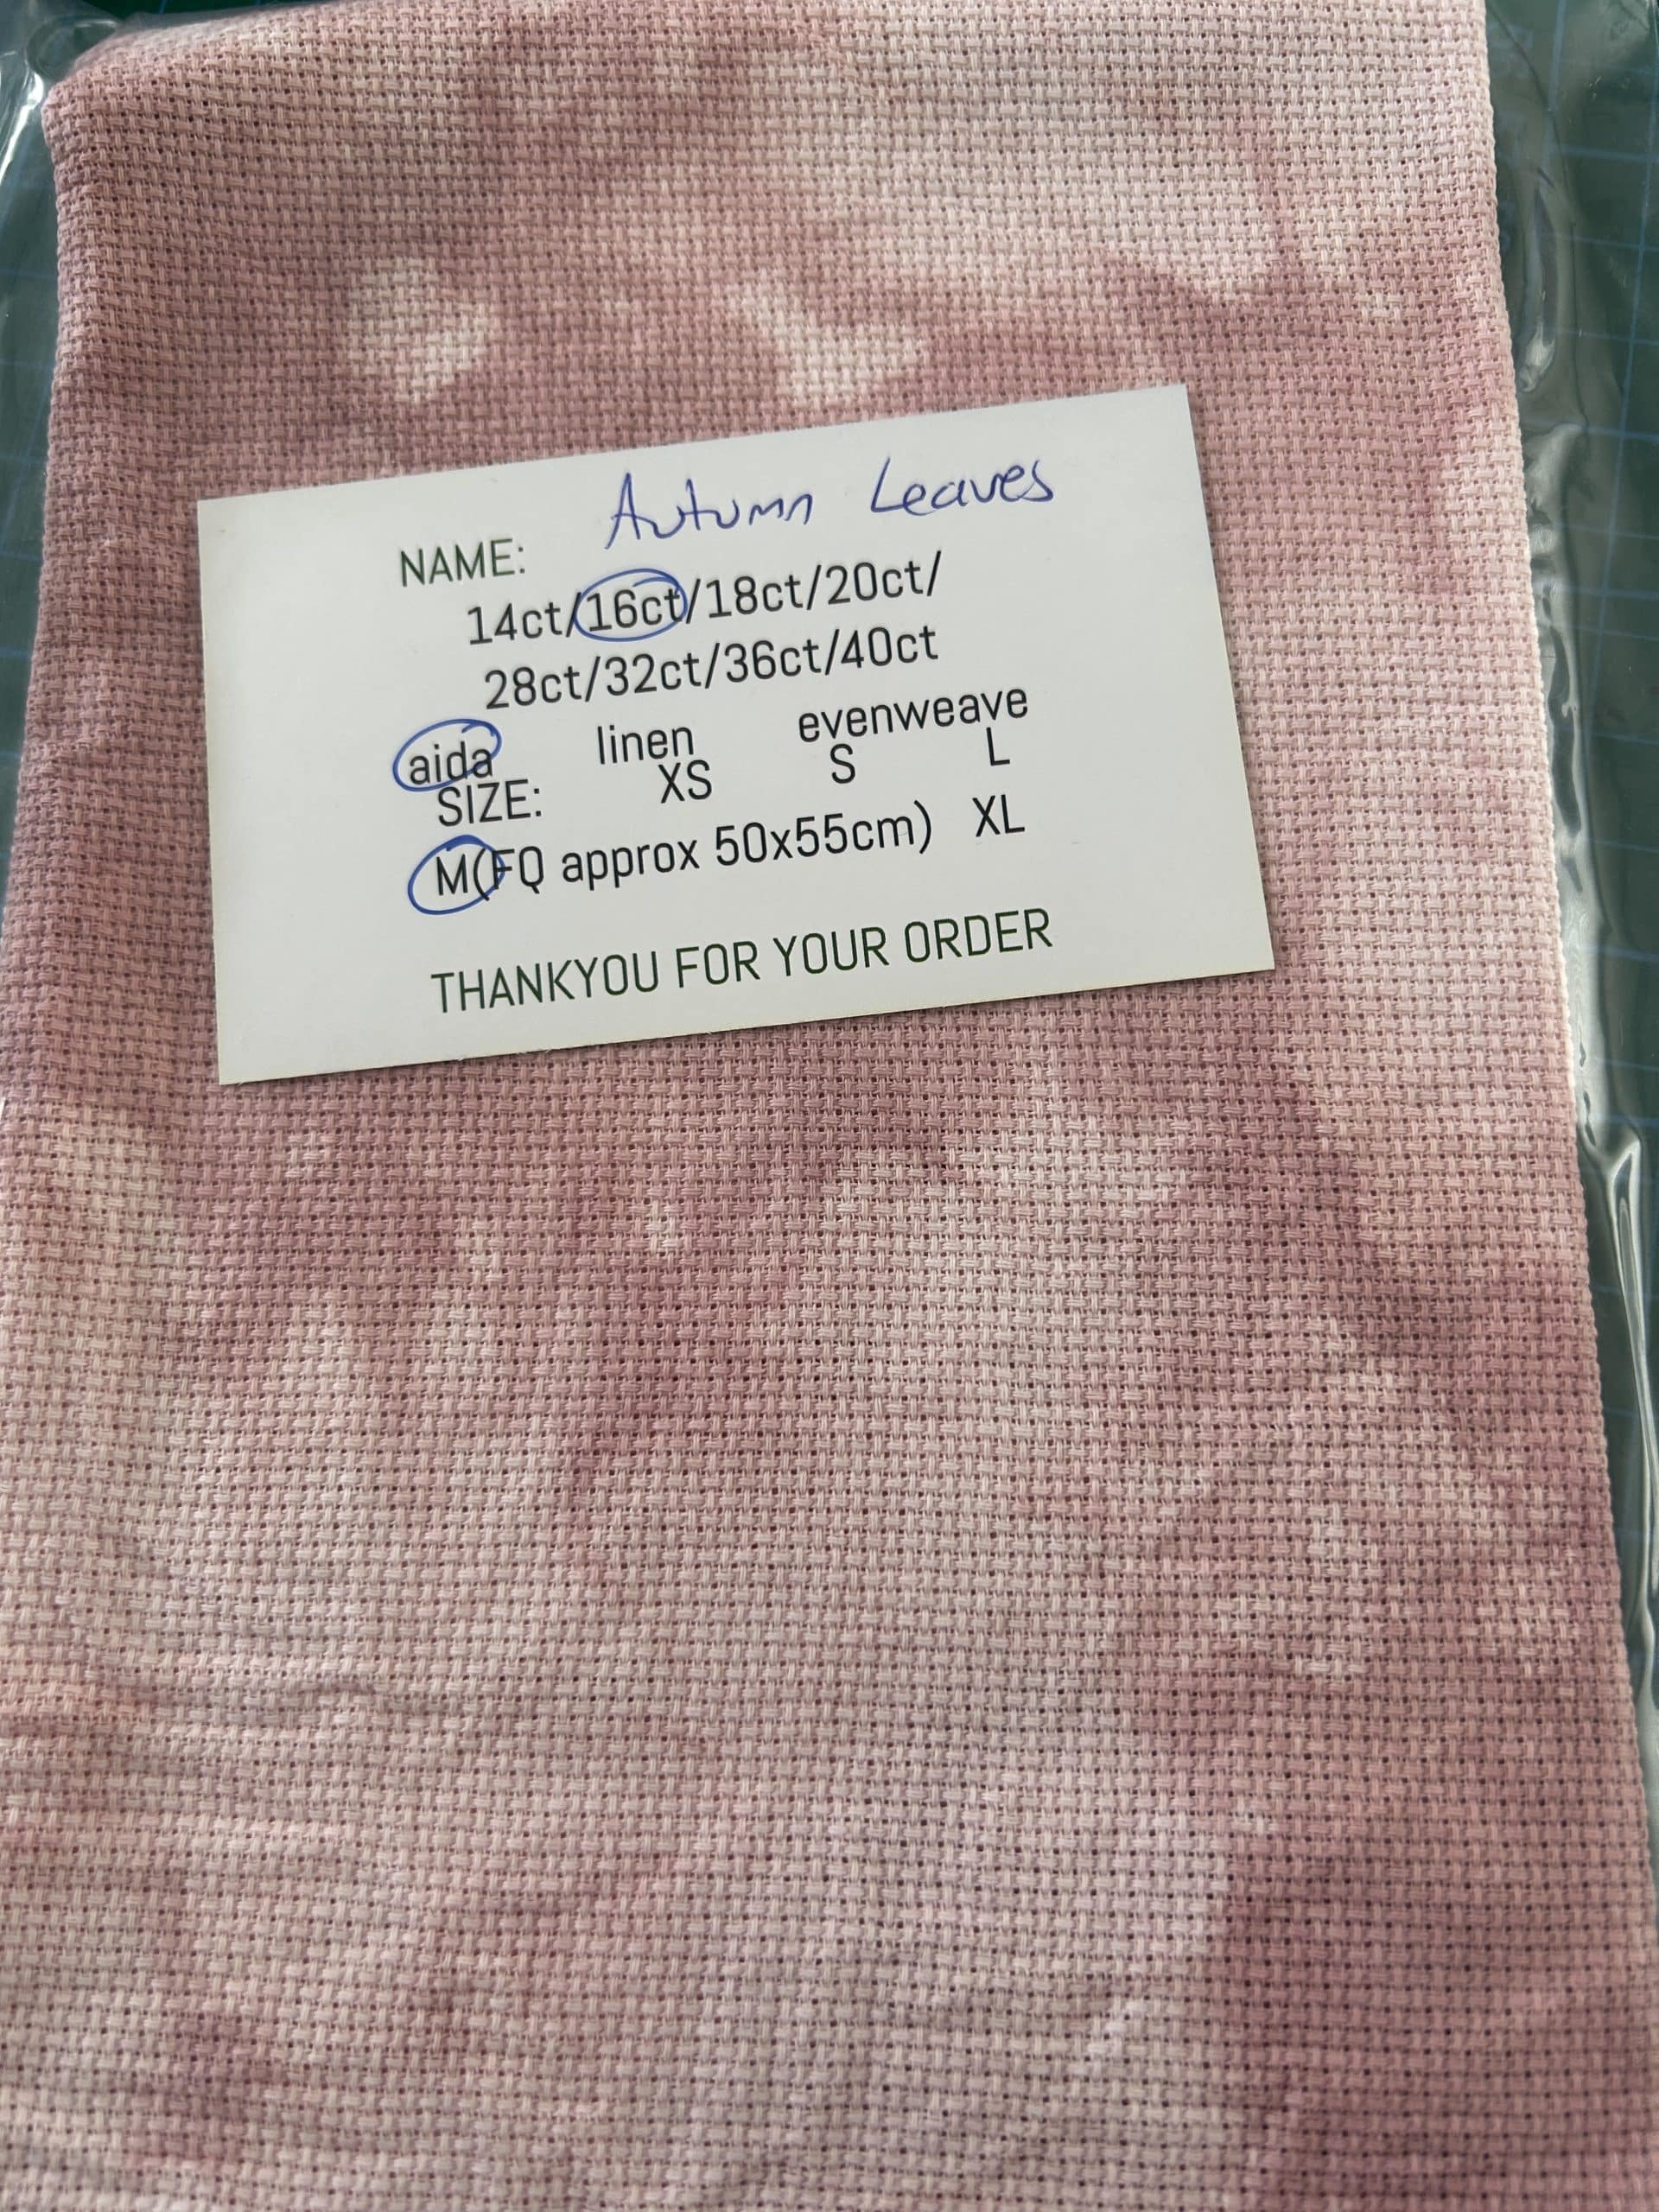 NAME: Autumn Leaves
14ct/16ct/18ct/20ct/
28ct/32ct/36ct/40ct
aida linen evenweave
SIZE: XS S L
M(FQ approx 50x55cm) XL
THANKYOU FOR YOUR ORDER